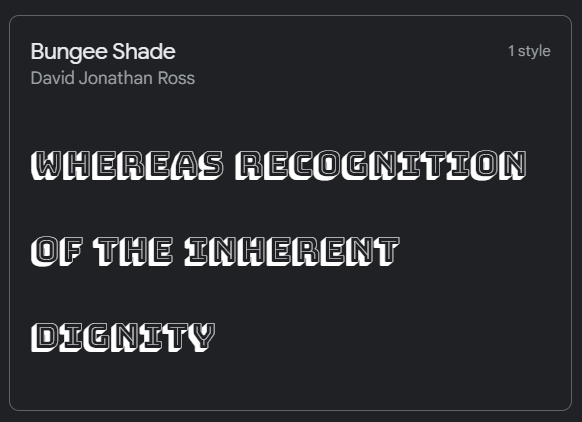 Bungee Shade
1 style
David Jonathan Ross
WHEREAS RECOGNITION
OF THE INHERENT
DIGNITY